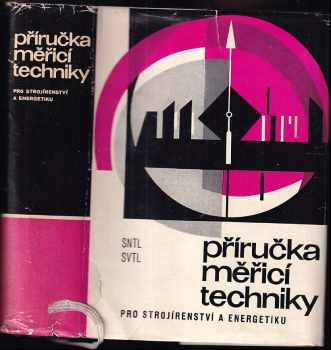 příručka
měřicí
techniky
PRO STROJÍRENSTVÍ
A ENERGETIKU
SNTL
SVTL
příručka
měřicí
techniky
PRO STROJÍRENSTVÍ A ENERGETIKU